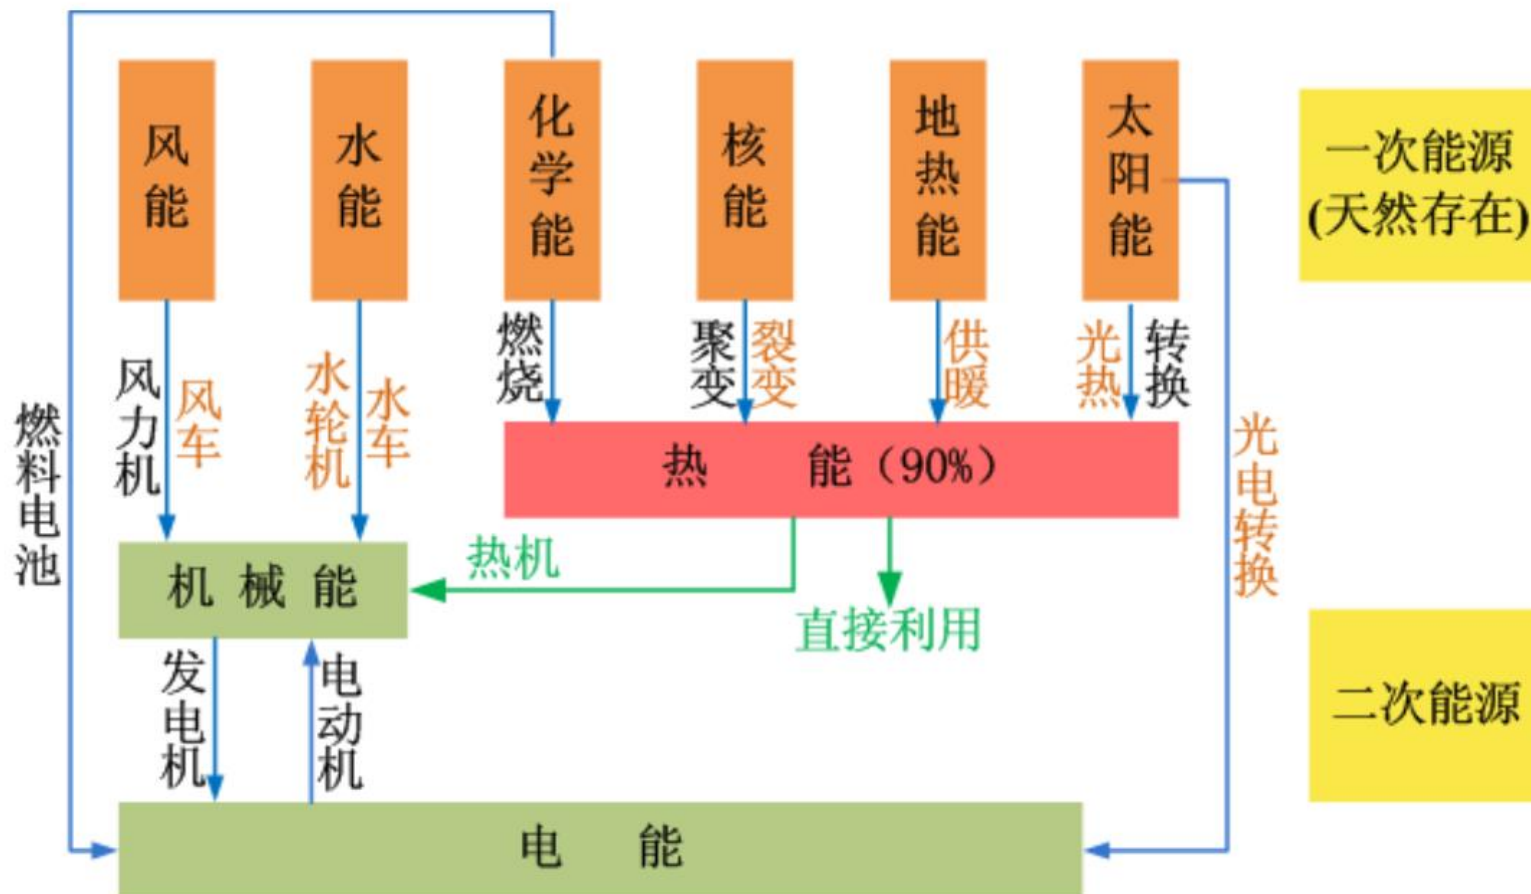 风能
水能
化学能
核能
地热能
太阳能
一次能源
(天然存在)
风力机
风车
水轮机
水车
燃烧
聚变
裂变
供暖
光热
转换
燃料电池
光电转换
热 能（90%）
机 械 能
热机
直接利用
发电机
电动机
二次能源
电 能